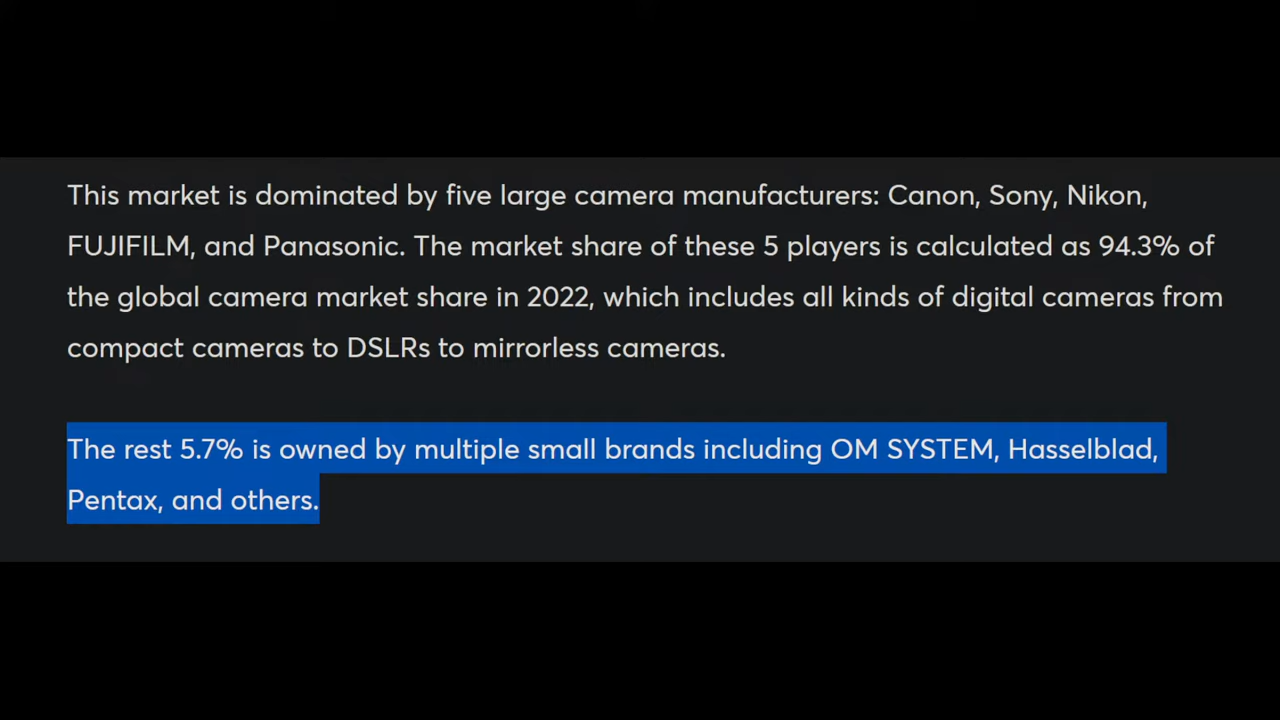 This market is dominated by five large camera manufacturers: Canon, Sony, Nikon,
FUJIFILM, and Panasonic. The market share of these 5 players is calculated as 94.3% of
the global camera market share in 2022, which includes all kinds of digital cameras from
compact cameras to DSLRs to mirrorless cameras.
The rest 5.7% is owned by multiple small brands including OM SYSTEM, Hasselblad,
Pentax, and others.